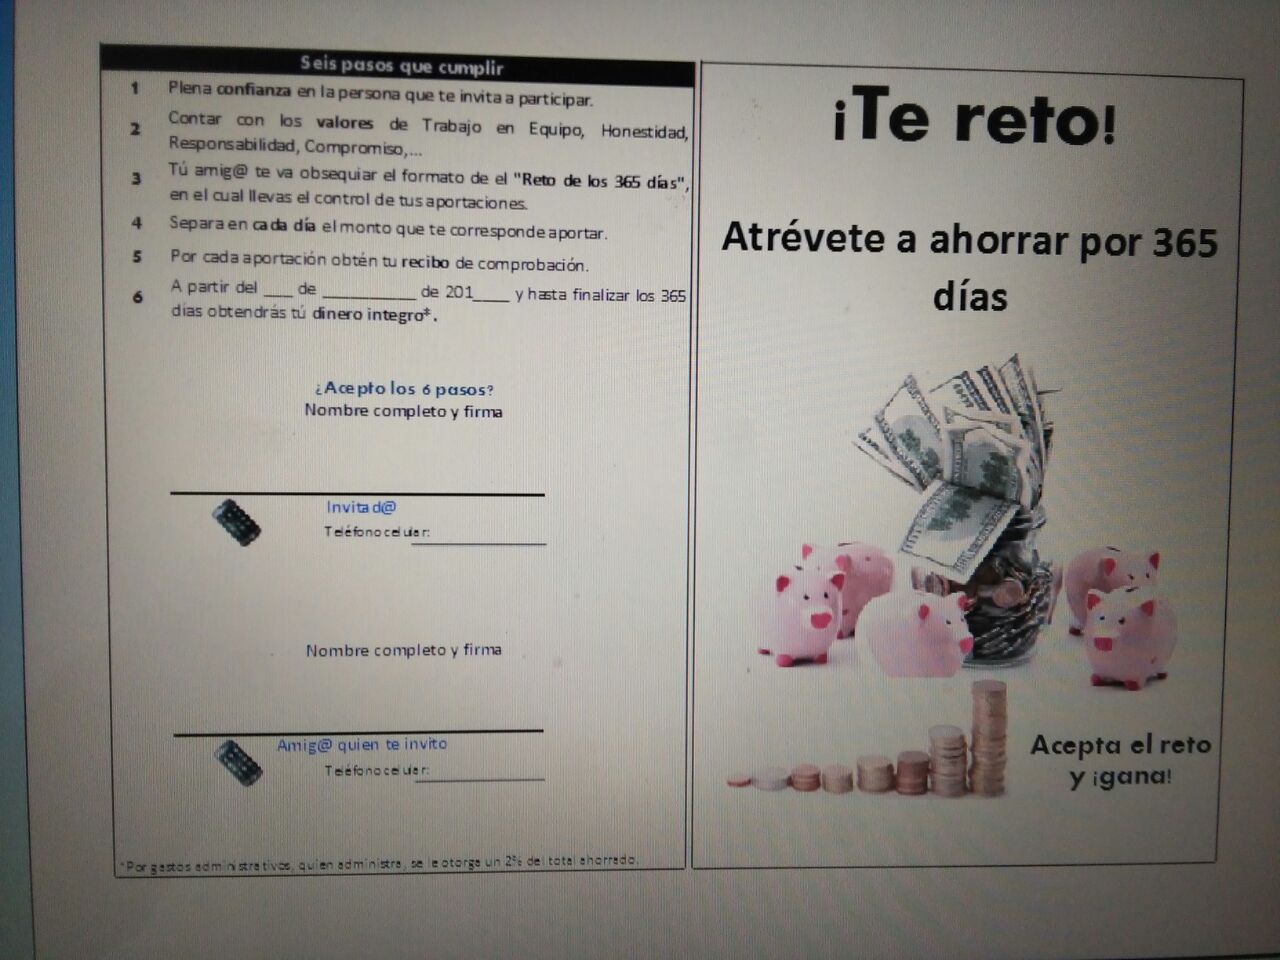 Seis pasos que cumplir
1 Plena confianza en la persona que te invita a participar.
2 Contar con los valores de Trabajo en Equipo, Honestidad,
Responsabilidad, Compromiso,...
3 Tú amig@ te va obsequiar el formato de el "Reto de los 365 días",
en el cual llevas el control de tus aportaciones.
4 Separa en cada día el monto que te corresponde aportar.
5 Por cada aportación obtén tu recibo de comprobación.
6 A partir del ____ de ___________ de 201____ y hasta finalizar los 365
días obtendrás tú dinero integro*.
¿Acepto los 6 pasos?
Nombre completo y firma
Invitad@
Teléfono celular:
Nombre completo y firma
Amig@ quien te invito
Teléfono celular:
*Por gastos administrativos, quien administra, se le otorga un 2% del total ahorrado.
¡Te reto!
Atrévete a ahorrar por 365
días
Acepta el reto
y ¡gana!